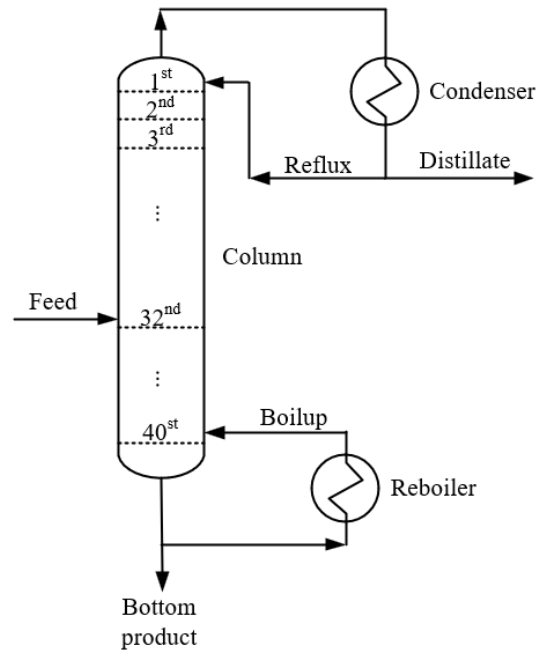 1st
2nd
3rd
Condenser
Reflux
Distillate
⋮
Column
Feed
32nd
⋮
Boilup
40st
Reboiler
Bottom
product